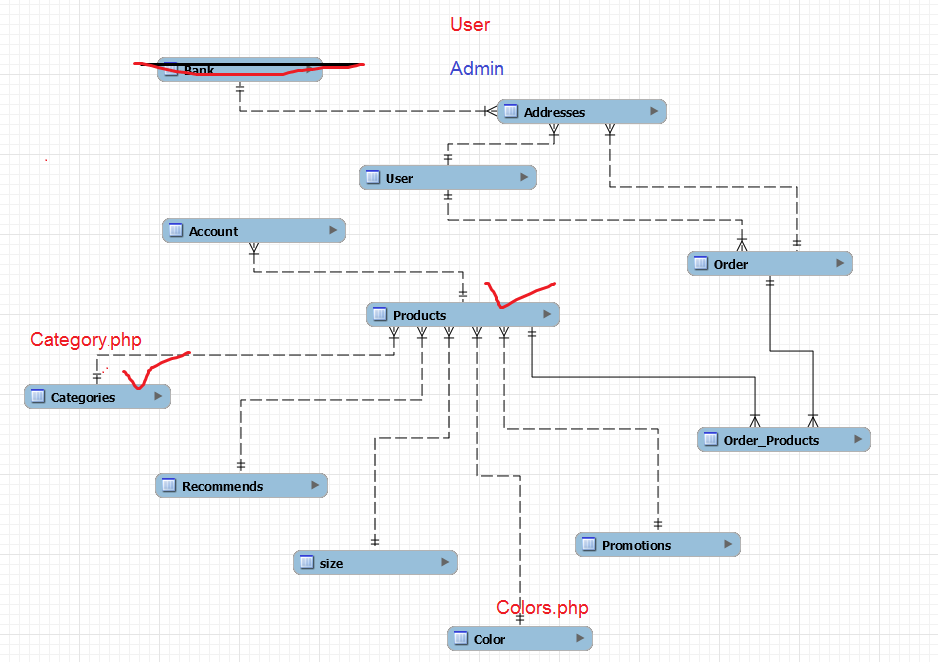 User
Admin
Bank
Addresses
User
Account
Order
Products
Category.php
Categories
Order_Products
Recommends
Promotions
size
Colors.php
Color